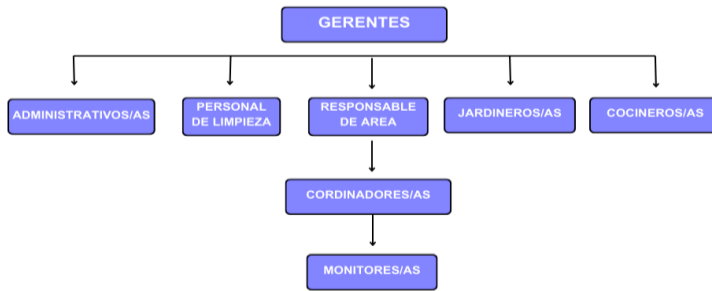 GERENTES
ADMINISTRATIVOS/AS
PERSONAL
DE LIMPIEZA
RESPONSABLE
DE AREA
JARDINEROS/AS
COCINEROS/AS
CORDINADORES/AS
MONITORES/AS